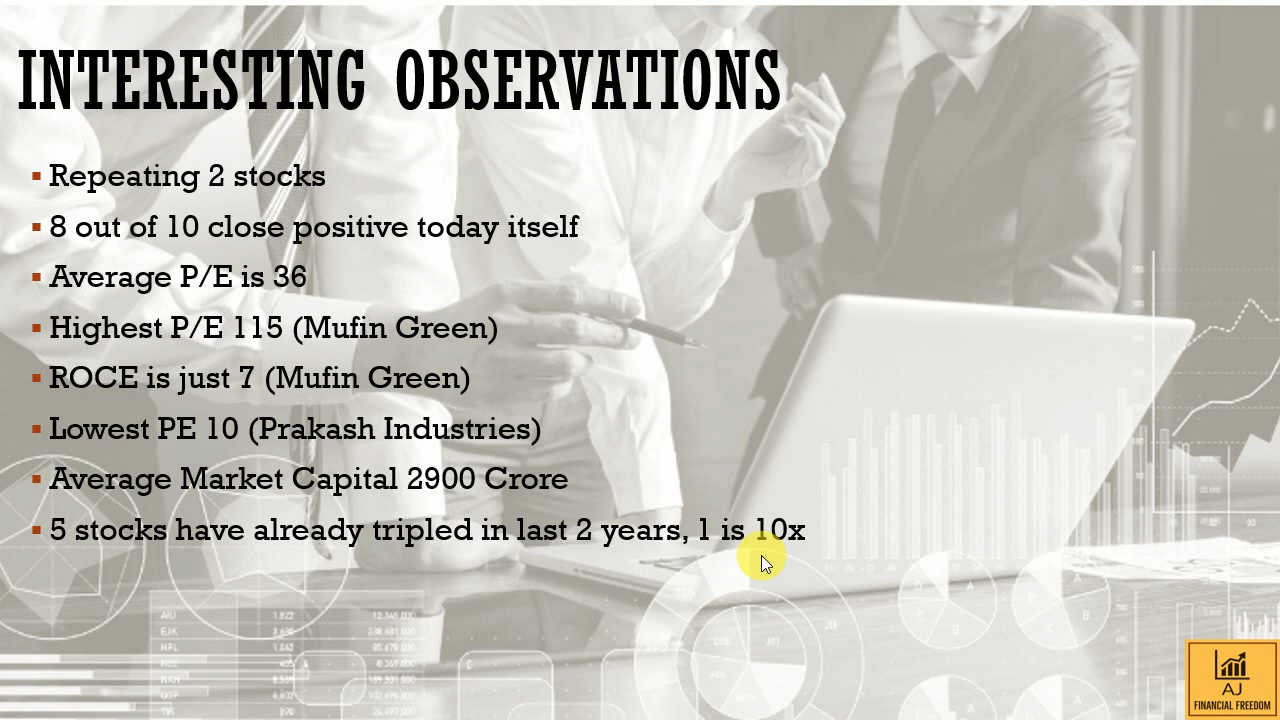 INTERESTING OBSERVATIONS
Repeating 2 stocks
8 out of 10 close positive today itself
Average P/E is 36
Highest P/E 115 (Mufin Green)
ROCE is just 7 (Mufin Green)
Lowest PE 10 (Prakash Industries)
Average Market Capital 2900 Crore
5 stocks have already tripled in last 2 years, 1 is 10x
AJ
FINANCIAL FREEDOM